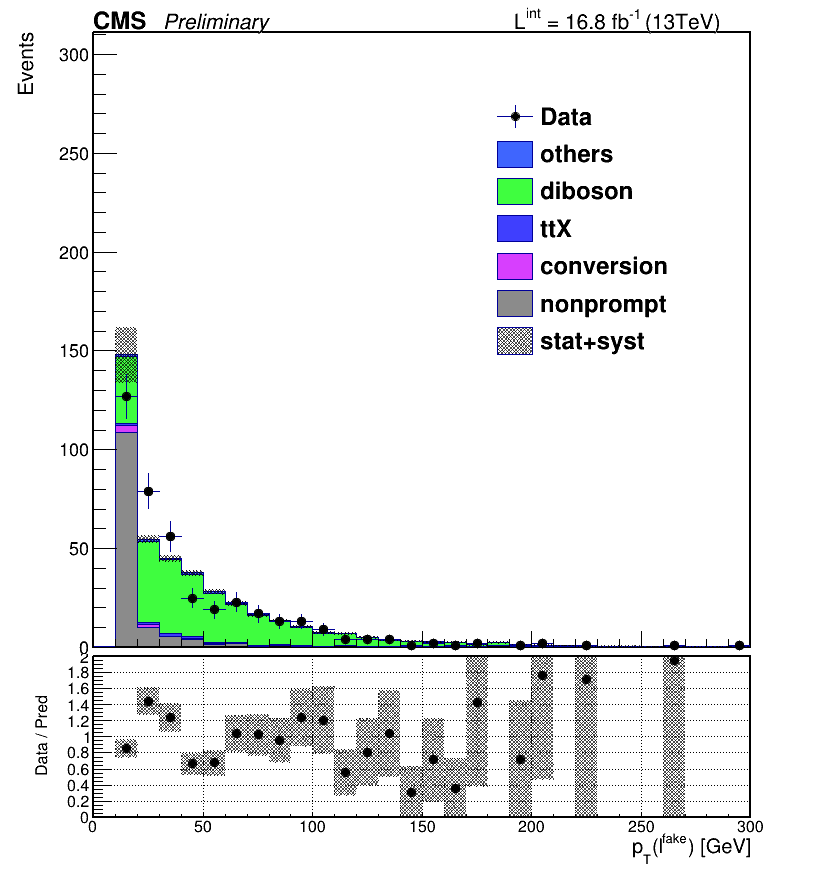 CMS Preliminary L^int = 16.8 fb^-1 (13TeV)
Events
300
250
200
150
100
50
0
Data
others
diboson
ttX
conversion
nonprompt
stat+syst
Data / Pred
2
1.8
1.6
1.4
1.2
1
0.8
0.6
0.4
0.2
0
0 50 100 150 200 250 300
p_T(l^fake) [GeV]